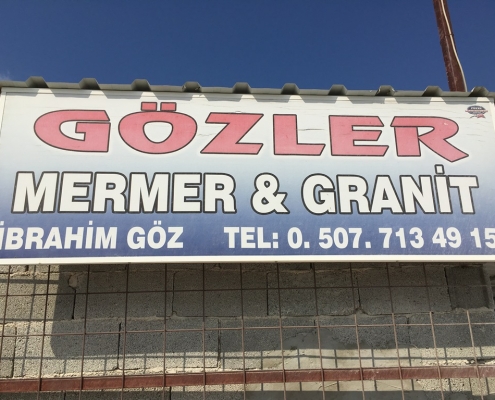 GÖZLER
MERMER & GRANİT
İBRAHİM GÖZ TEL: 0. 507. 713 49 15